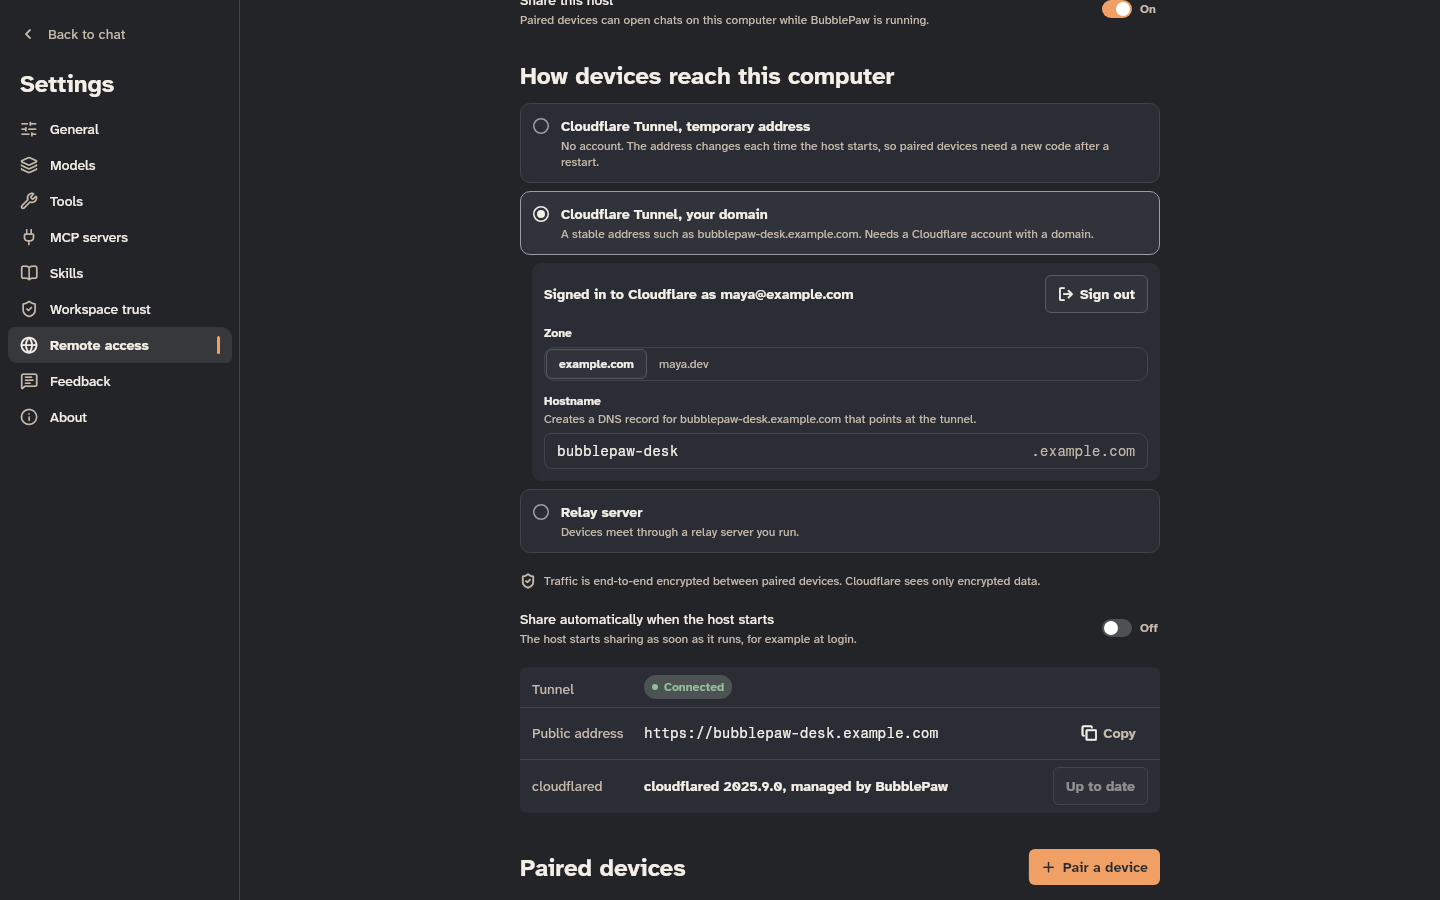 Back to chat
Settings
General
Models
Tools
MCP servers
Skills
Workspace trust
Remote access
Feedback
About
Share this host
Paired devices can open chats on this computer while BubblePaw is running.
On
How devices reach this computer
Cloudflare Tunnel, temporary address
No account. The address changes each time the host starts, so paired devices need a new code after a
restart.
Cloudflare Tunnel, your domain
A stable address such as bubblepaw-desk.example.com. Needs a Cloudflare account with a domain.
Signed in to Cloudflare as maya@example.com
Sign out
Zone
example.com maya.dev
Hostname
Creates a DNS record for bubblepaw-desk.example.com that points at the tunnel.
bubblepaw-desk .example.com
Relay server
Devices meet through a relay server you run.
Traffic is end-to-end encrypted between paired devices. Cloudflare sees only encrypted data.
Share automatically when the host starts
The host starts sharing as soon as it runs, for example at login.
Off
Tunnel Connected
Public address https://bubblepaw-desk.example.com Copy
cloudflared cloudflared 2025.9.0, managed by BubblePaw Up to date
Paired devices
Pair a device